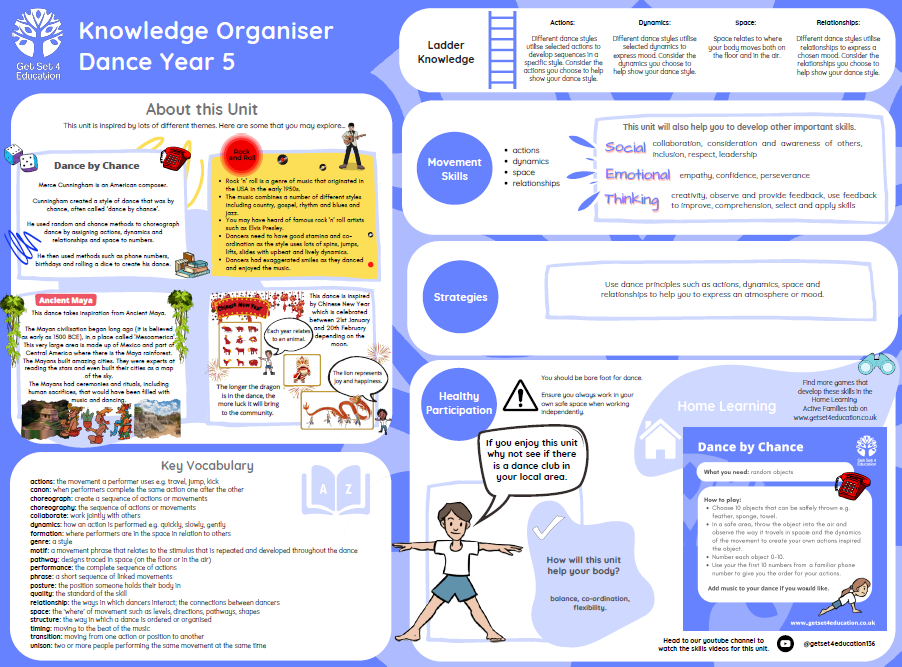 Get Set 4
Education
Knowledge Organiser
Dance Year 5
About this Unit
This unit is inspired by lots of different themes. Here are some that you may explore...
Dance by Chance
Merce Cunningham is an American composer.
Cunningham created a style of dance that was by
chance, often called 'dance by chance'.
He used random and chance methods to choreograph
dance by assigning actions, dynamics and
relationships and space to numbers.
He then used methods such as phone numbers,
birthdays and rolling a dice to create his dance.
Rock
and Roll
• Rock 'n' roll is a genre of music that originated in
the USA in the early 1950s.
• The music combines a number of different styles
including country, gospel, rhythm and blues and
jazz.
• You may have heard of famous rock 'n' roll artists
such as Elvis Presley.
• Dancers need to have good stamina and co-
ordination as the style uses lots of spins, jumps,
lifts, slides with upbeat and lively dynamics.
• Dancers had exaggerated smiles as they danced
and enjoyed the music.
Ancient Maya
This dance takes inspiration from Ancient Maya.
The Mayan civilisation began long ago (it is believed
as early as 1500 BCE), in a place called 'Mesoamerica'.
This very large area is made up of Mexico and part of
Central America where there is the Maya rainforest.
The Mayans built amazing cities. They were experts at
reading the stars and even built their cities as a map
of the sky.
The Mayans had ceremonies and rituals, including
human sacrifices, that would have been filled with
music and dancing.
Chinese New Year
This dance is inspired
by Chinese New Year
which is celebrated
between 21st January
and 20th February
depending on the
moon.
Each year relates
to an animal.
The lion represents
joy and happiness.
The longer the dragon
is in the dance, the
more luck it will bring
to the community.
Key Vocabulary
A Z
actions: the movement a performer uses e.g. travel, jump, kick
canon: when performers complete the same action one after the other
choreograph: create a sequence of actions or movements
choreography: the sequence of actions or movements
collaborate: work jointly with others
dynamics: how an action is performed e.g. quickly, slowly, gently
formation: where performers are in the space in relation to others
genre: a style
motif: a movement phrase that relates to the stimulus that is repeated and developed throughout the dance
pathway: designs traced in space (on the floor or in the air)
performance: the complete sequence of actions
phrase: a short sequence of linked movements
posture: the position someone holds their body in
quality: the standard of the skill
relationship: the ways in which dancers interact; the connections between dancers
space: the 'where' of movement such as levels, directions, pathways, shapes
structure: the way in which a dance is ordered or organised
timing: moving to the beat of the music
transition: moving from one action or position to another
unison: two or more people performing the same movement at the same time
Ladder
Knowledge
Actions:
Different dance styles
utilise selected actions to
develop sequences in a
specific style. Consider the
actions you choose to help
show your dance style.
Dynamics:
Different dance styles utilise
selected dynamics to
express mood. Consider the
dynamics you choose to
help show your dance style.
Space:
Space relates to where
your body moves both on
the floor and in the air.
Relationships:
Different dance styles utilise
relationships to express a
chosen mood. Consider the
relationships you choose to
help show your dance style.
Movement
Skills
• actions
• dynamics
• space
• relationships
This unit will also help you to develop other important skills.
Social collaboration, consideration and awareness of others,
inclusion, respect, leadership
Emotional empathy, confidence, perseverance
Thinking creativity, observe and provide feedback, use feedback
to improve, comprehension, select and apply skills
Strategies
Use dance principles such as actions, dynamics, space and
relationships to help you to express an atmosphere or mood.
Healthy
Participation
You should be bare foot for dance.
Ensure you always work in your
own safe space when working
independently.
If you enjoy this unit
why not see if there
is a dance club in
your local area.
How will this unit
help your body?
balance, co-ordination,
flexibility.
Home Learning
Find more games that
develop these skills in the
Home Learning
Active Families tab on
www.getset4education.co.uk
Dance by Chance
Get Set 4
Education
What you need: random objects
How to play:
• Choose 10 objects that can be safely thrown e.g.
feather, sponge, towel.
• In a safe area, throw the object into the air and
observe the way it travels in space and the dynamics
of the movement to create your own actions inspired
the object.
• Number each object 0-10.
• Use your the first 10 numbers from a familiar phone
number to give you the order for your actions.
Add music to your dance if you would like.
www.getset4education.co.uk
Head to our youtube channel to
watch the skills videos for this unit.
@getset4education136